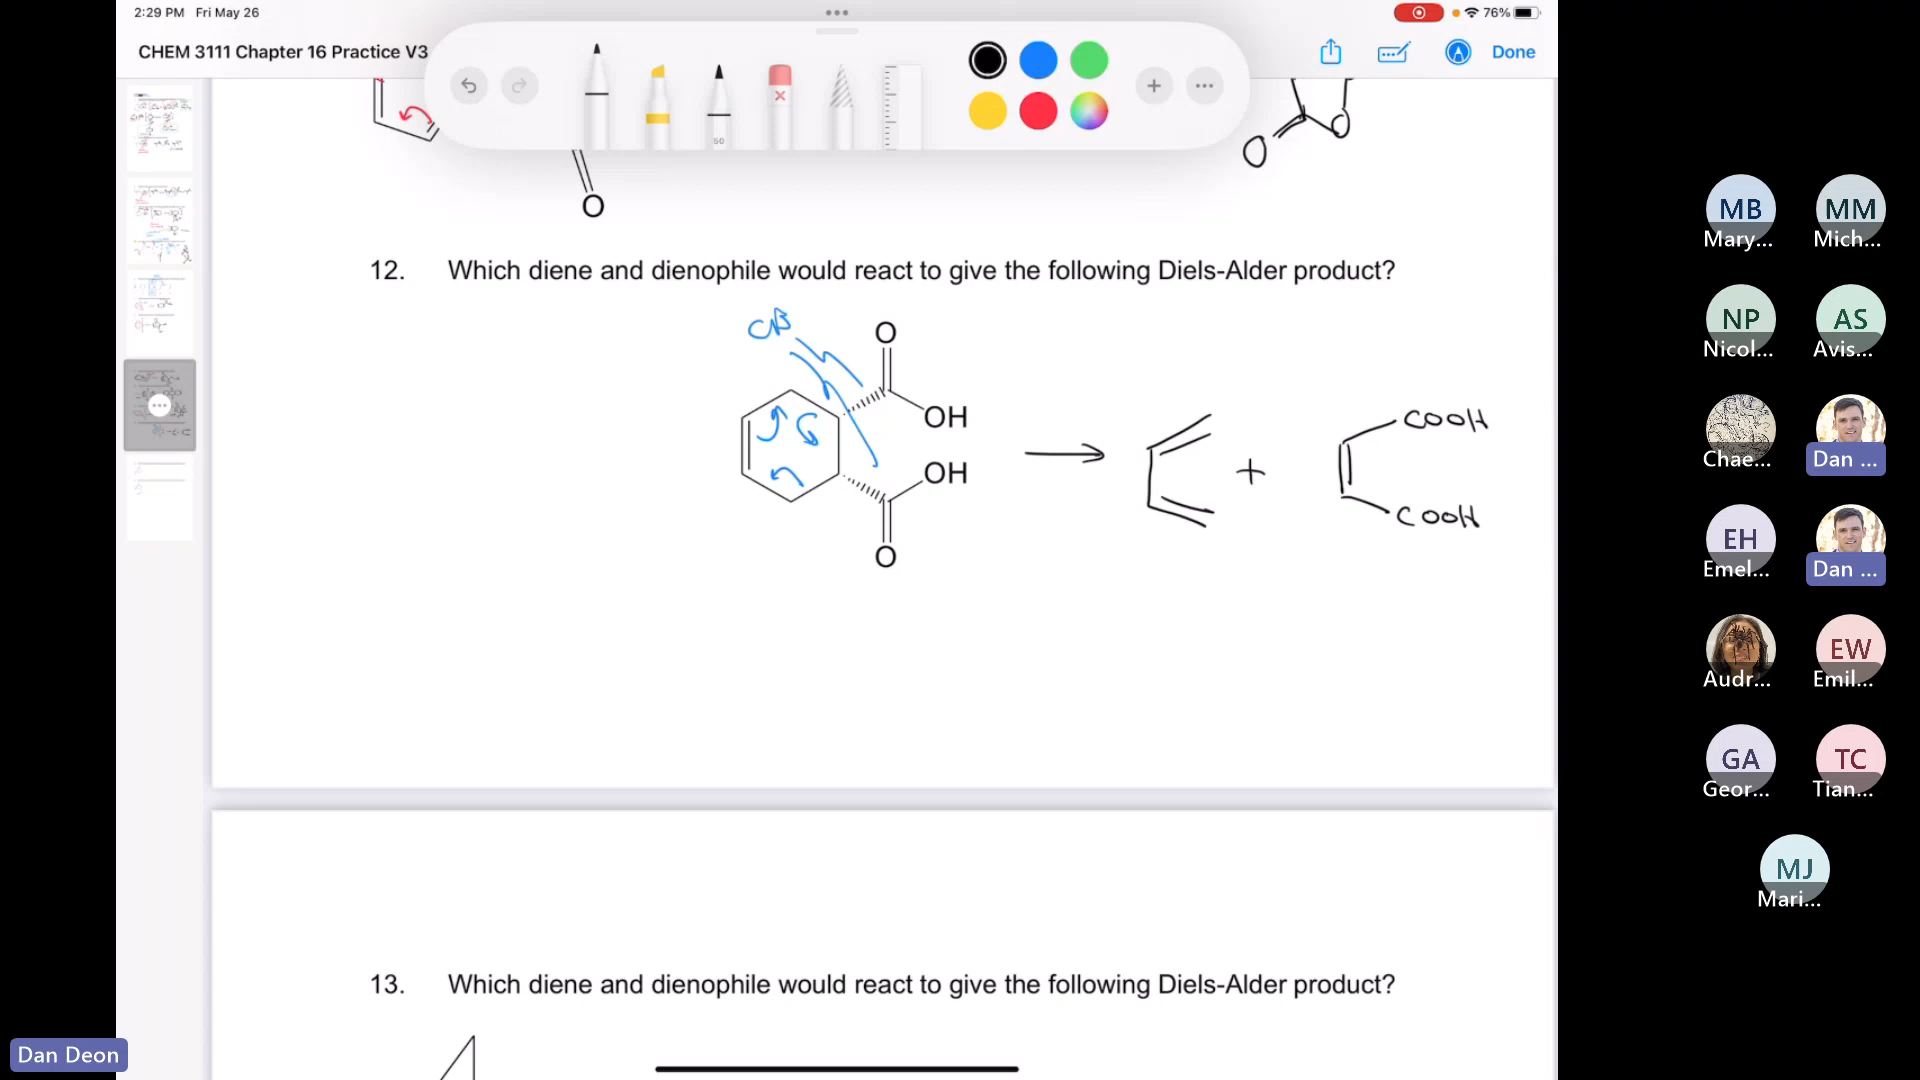 2:29 PM Fri May 26
76%
CHEM 3111 Chapter 16 Practice V3
50
Done
O
O
O
12. Which diene and dienophile would react to give the following Diels-Alder product?
O
OH
OH
O
+
COOH
COOH
13. Which diene and dienophile would react to give the following Diels-Alder product?
MB
Mary...
MM
Mich...
NP
Nicol...
AS
Avis...
Chae...
Dan ...
EH
Emel...
Dan ...
Audr...
EW
Emil...
GA
Geor...
TC
Tian...
MJ
Mari...
Dan Deon